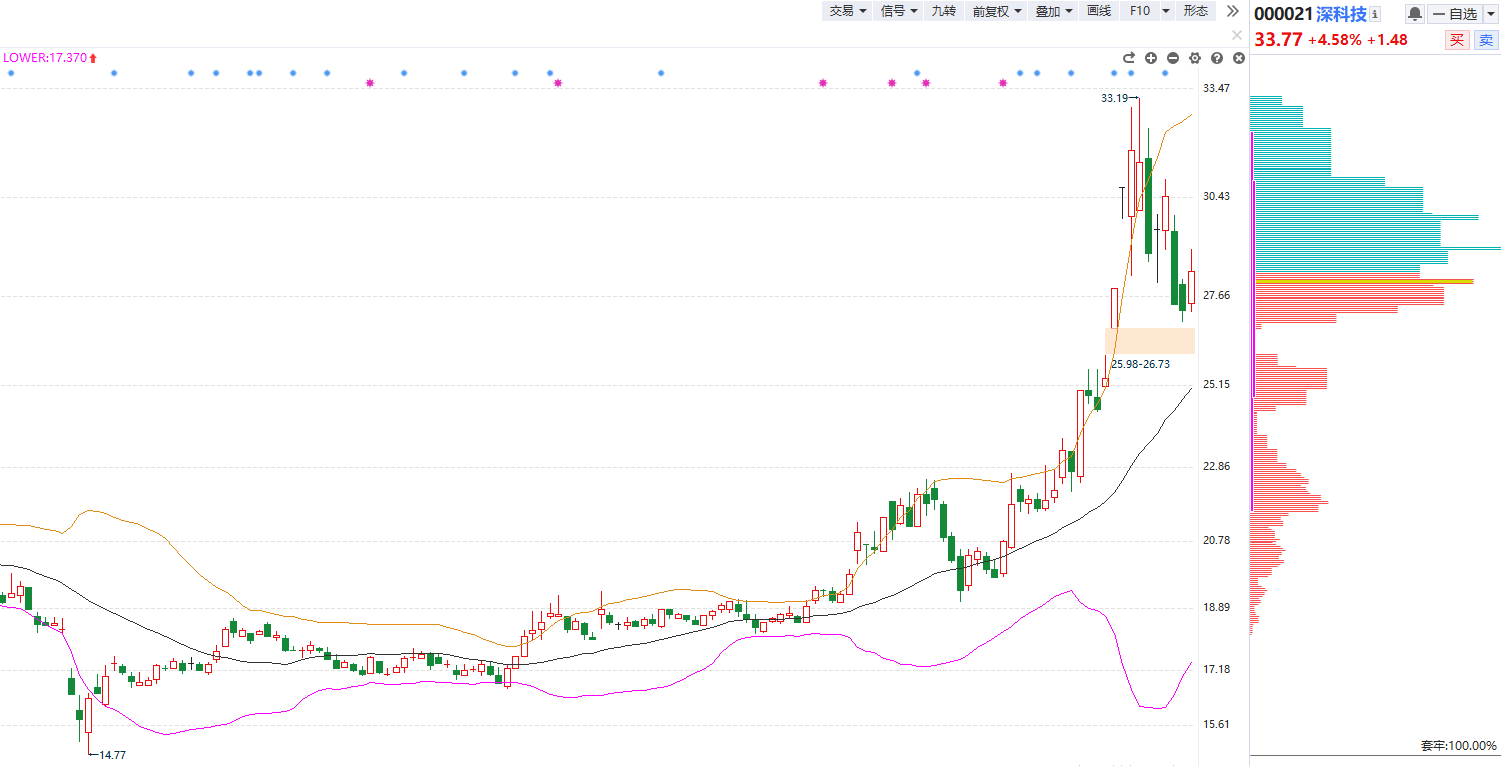 交易 信号 九转 前复权 叠加 画线 F10 形态
000021 深科技
自选
33.77 +4.58% +1.48
买 卖
LOWER:17.370
33.19
33.47
30.43
27.66
25.98-26.73
25.15
22.86
20.78
18.89
17.18
15.61
14.77
套牢:100.00%